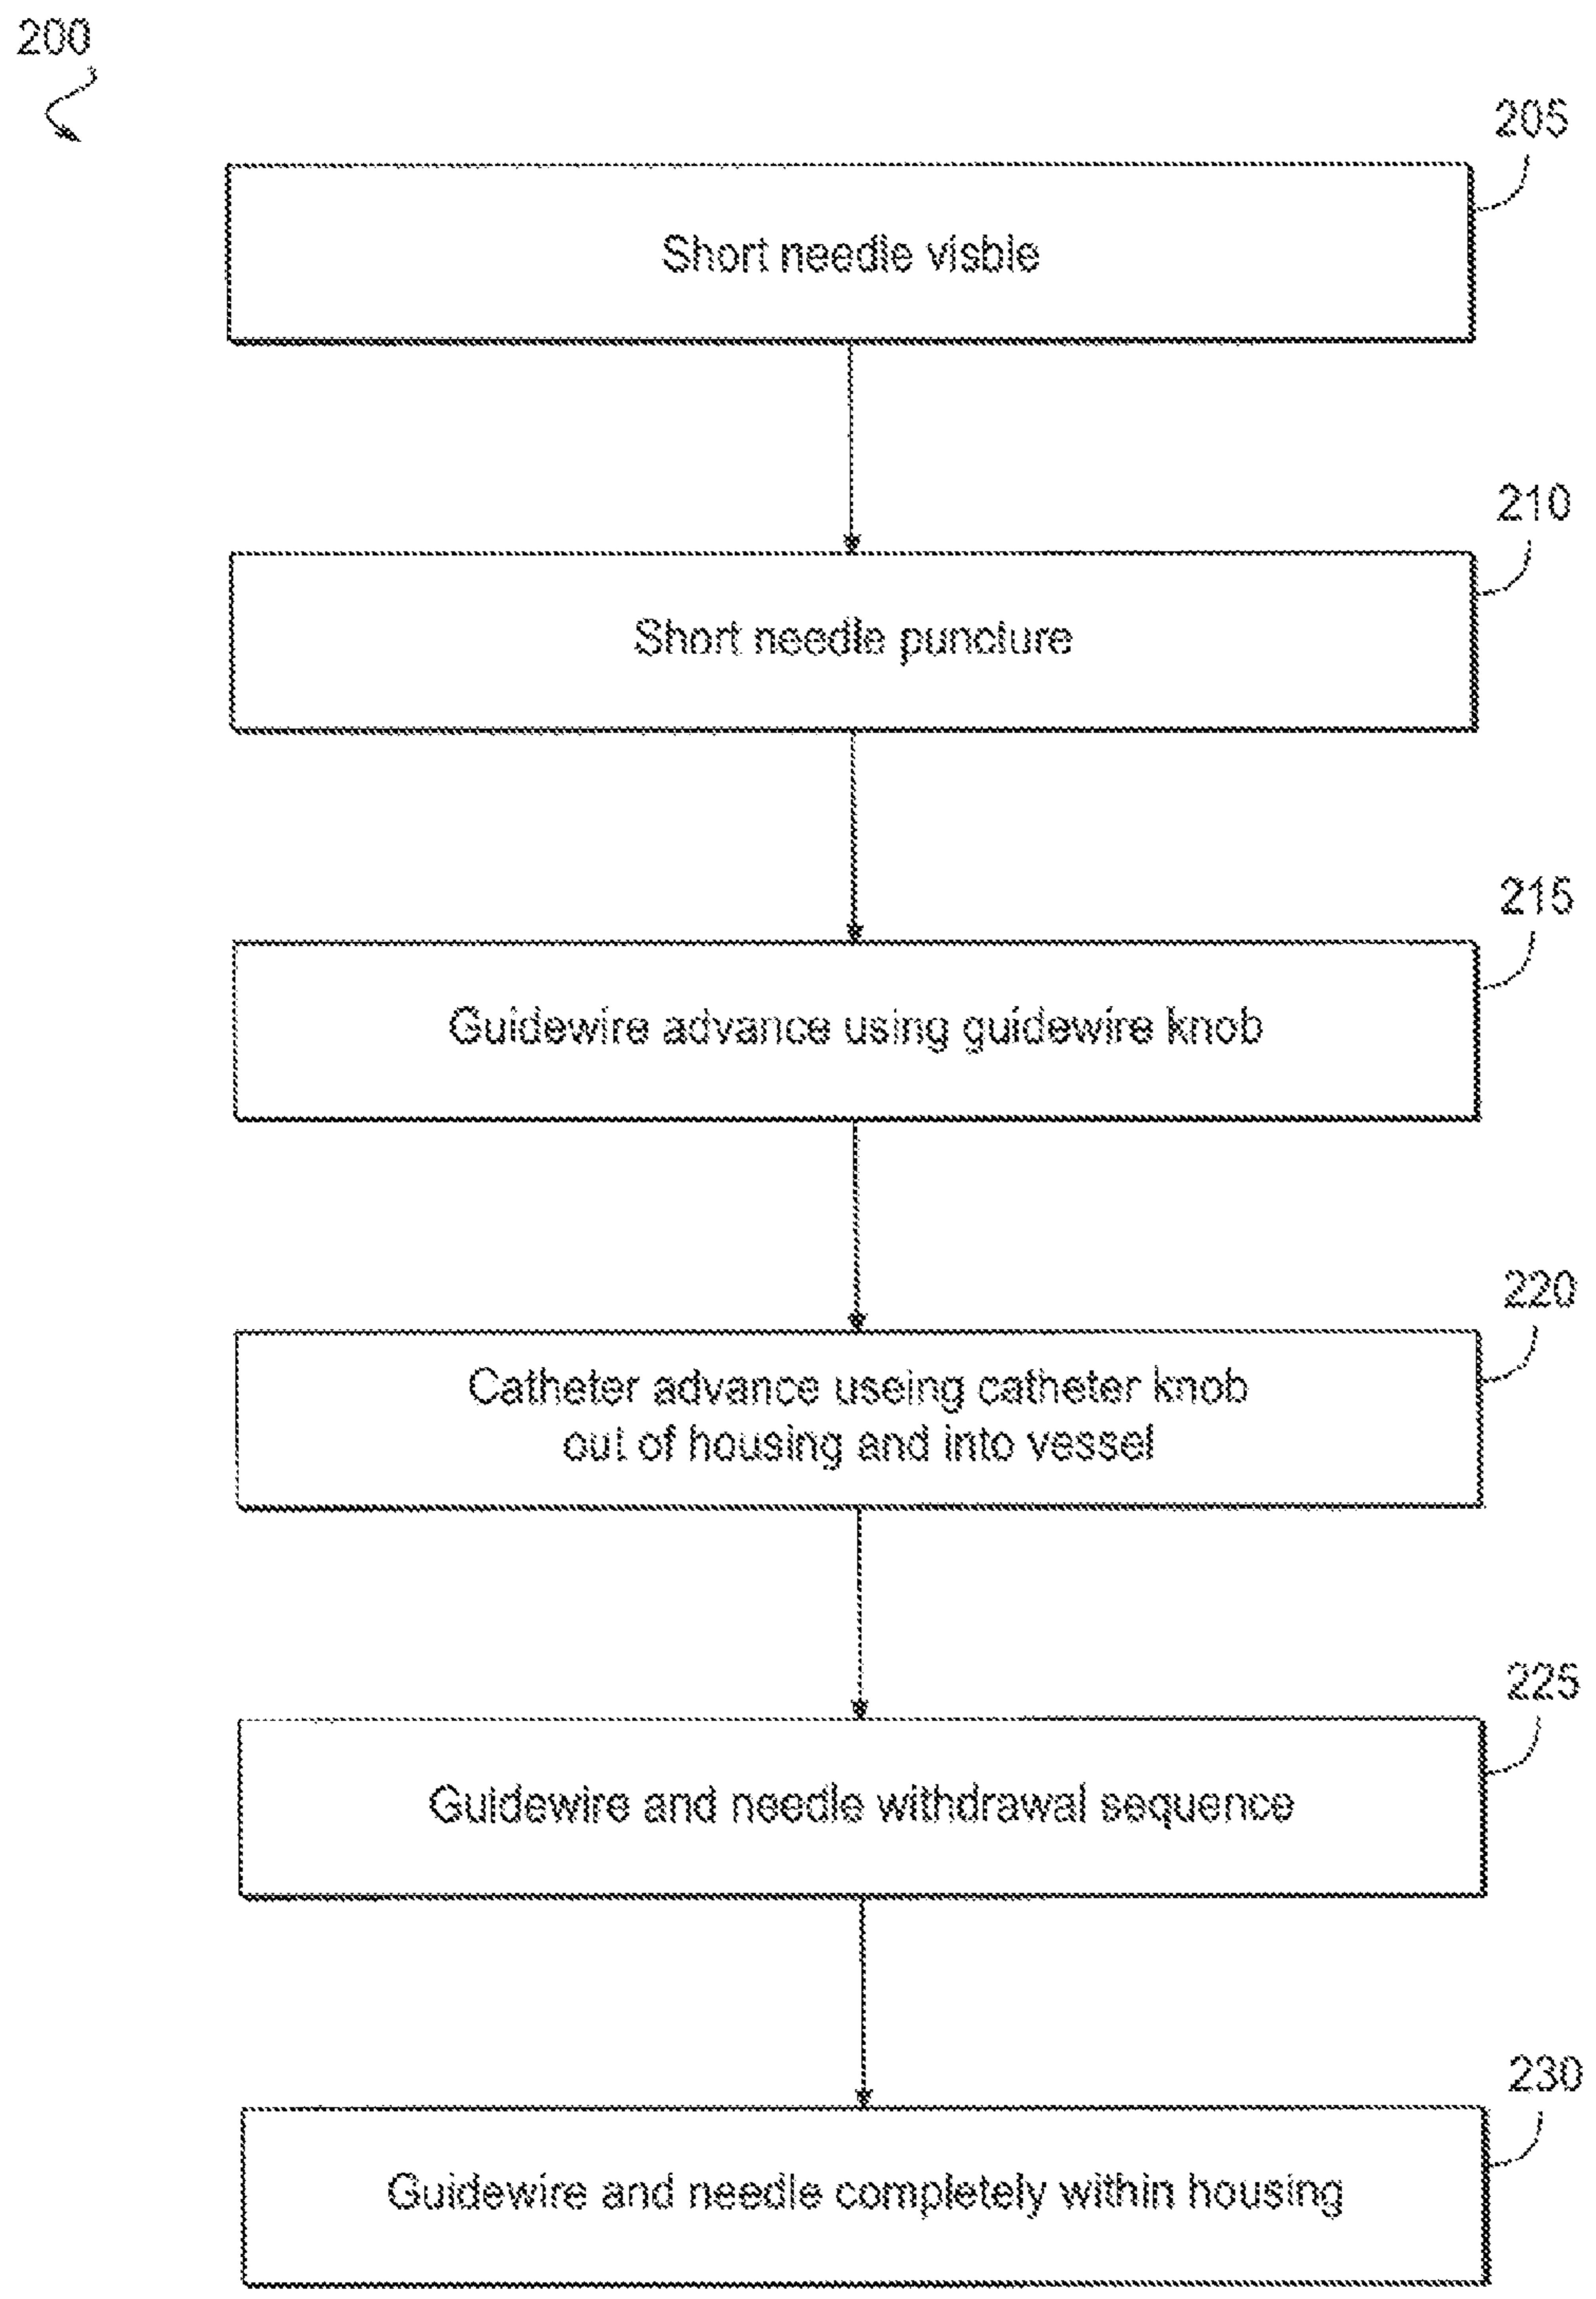 200
205
Short needle visble
210
Short needle puncture
215
Guidewire advance using guidewire knob
220
Catheter advance useing catheter knob
out of housing and into vessel
225
Guidewire and needle withdrawal sequence
230
Guidewire and needle completely within housing